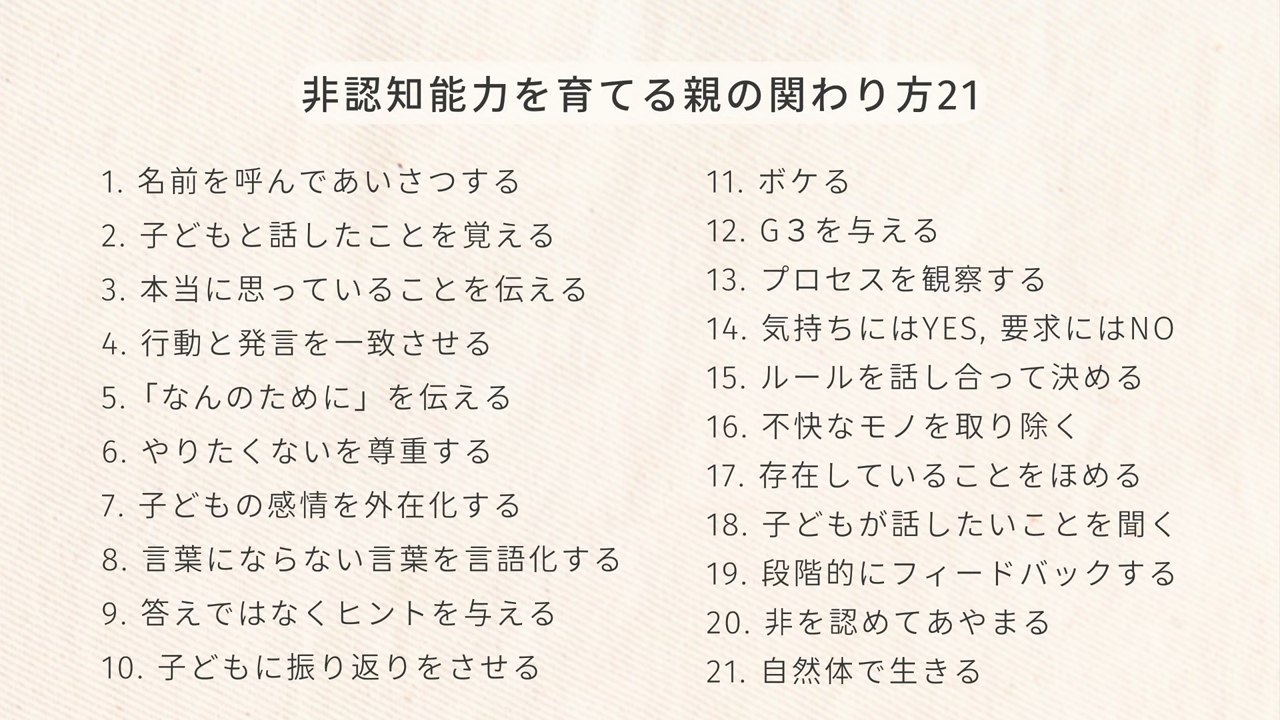 非認知能力を育てる親の関わり方21
1. 名前を呼んであいさつする
2. 子どもと話したことを覚える
3. 本当に思っていることを伝える
4. 行動と発言を一致させる
5.「なんのために」を伝える
6. やりたくないを尊重する
7. 子どもの感情を外在化する
8. 言葉にならない言葉を言語化する
9. 答えではなくヒントを与える
10. 子どもに振り返りをさせる
11. ボケる
12. G３を与える
13. プロセスを観察する
14. 気持ちにはYES, 要求にはNO
15. ルールを話し合って決める
16. 不快なモノを取り除く
17. 存在していることをほめる
18. 子どもが話したいことを聞く
19. 段階的にフィードバックする
20. 非を認めてあやまる
21. 自然体で生きる